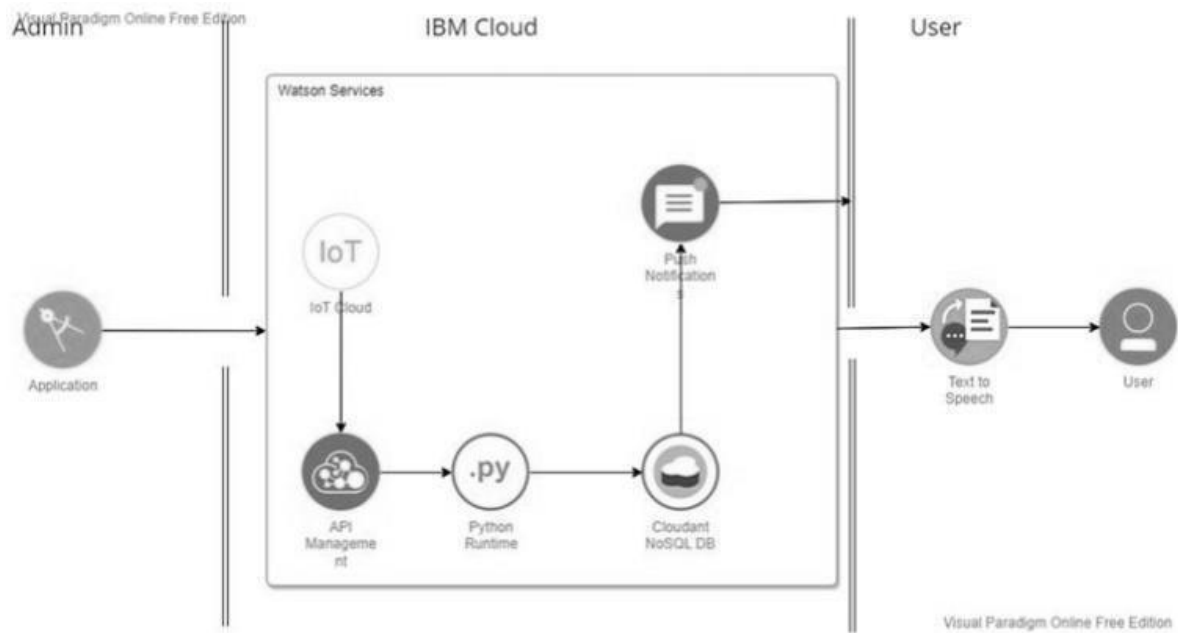 Visual Paradigm Online Free Edition
Admin
IBM Cloud
User
Watson Services
IoT
IoT Cloud
Push
Notification
s
Application
Text to
Speech
User
.py
API
Manageme
nt
Python
Runtime
Cloudant
NoSQL DB
Visual Paradigm Online Free Edition